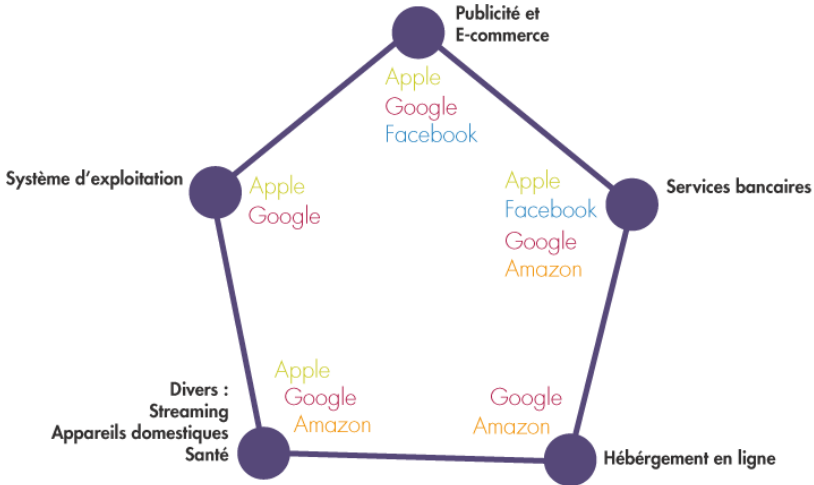 Publicité et
E-commerce
Apple
Google
Facebook
Système d'exploitation
Apple
Google
Apple
Facebook
Google
Amazon
Services bancaires
Divers :
Streaming
Appareils domestiques
Santé
Apple
Google
Amazon
Google
Amazon
Hébérgement en ligne